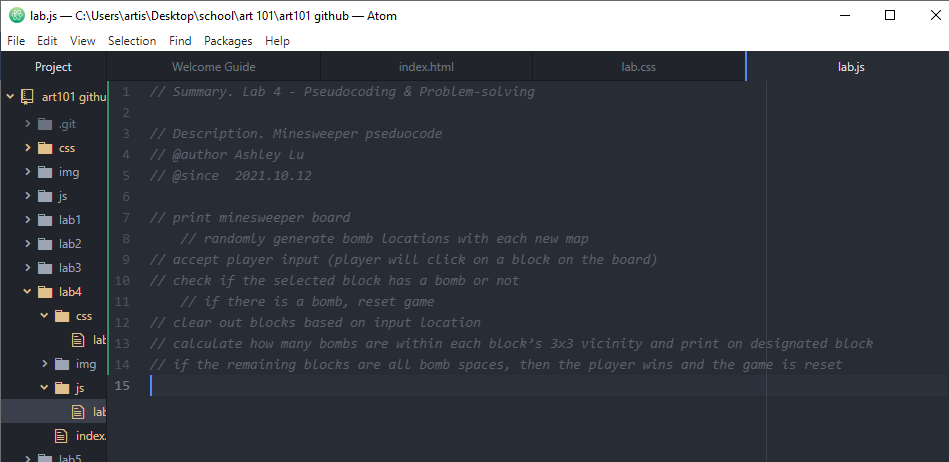 lab.js — C:\Users\artis\Desktop\school\art 101\art101 github — Atom
File Edit View Selection Find Packages Help
Project Welcome Guide index.html lab.css lab.js
art101 githu
.git
css
img
js
lab1
lab2
lab3
lab4
css
lab
img
js
lab
index.
lab5
1 // Summary. Lab 4 - Pseudocoding & Problem-solving
2
3 // Description. Minesweeper pseduocode
4 // @author Ashley Lu
5 // @since 2021.10.12
6
7 // print minesweeper board
8 // randomly generate bomb locations with each new map
9 // accept player input (player will click on a block on the board)
10 // check if the selected block has a bomb or not
11 // if there is a bomb, reset game
12 // clear out blocks based on input location
13 // calculate how many bombs are within each block’s 3x3 vicinity and print on designated block
14 // if the remaining blocks are all bomb spaces, then the player wins and the game is reset
15